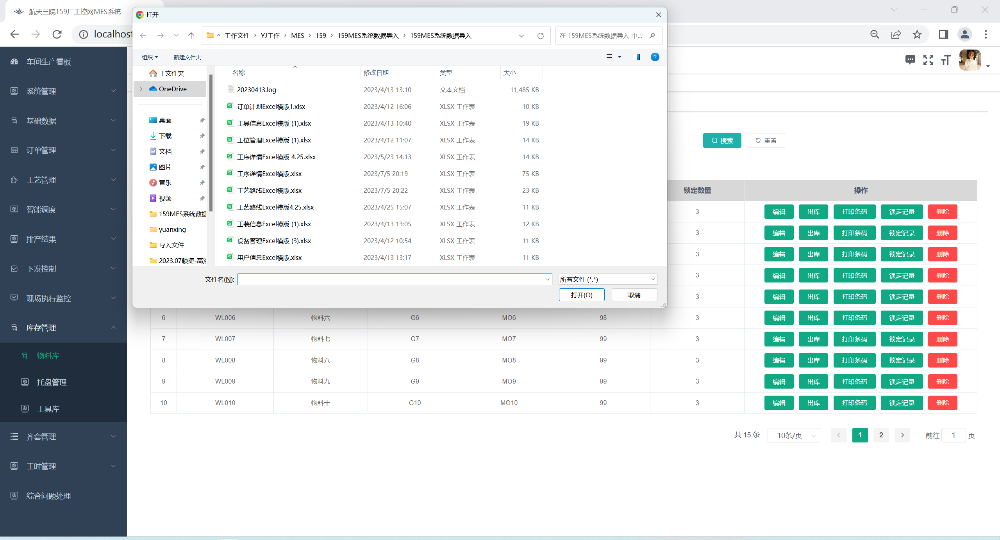 航天三院159厂工控网MES系统
localhost
打开
« 工作文件 › YJ工作 › MES › 159 › 159MES系统数据导入 › 159MES系统数据导入
在 159MES系统数据导入 中...
组织
新建文件夹
主文件夹
OneDrive
桌面
下载
文档
图片
音乐
视频
159MES系统数据
yuanxing
导入文件
2023.07颖捷-高洪
名称 修改日期 类型 大小
20230413.log 2023/4/13 13:10 文本文档 11,485 KB
订单计划Excel模版1.xlsx 2023/4/12 16:06 XLSX 工作表 10 KB
工具信息Excel模版 (1).xlsx 2023/4/13 10:40 XLSX 工作表 19 KB
工位管理Excel模版 (1).xlsx 2023/4/12 11:07 XLSX 工作表 14 KB
工序详情Excel模版 4.25.xlsx 2023/5/23 14:13 XLSX 工作表 14 KB
工序详情Excel模版.xlsx 2023/7/5 20:19 XLSX 工作表 75 KB
工艺路线Excel模版.xlsx 2023/7/5 20:22 XLSX 工作表 23 KB
工艺路线Excel模版4.25.xlsx 2023/4/25 15:07 XLSX 工作表 11 KB
工装信息Excel模版 (1).xlsx 2023/4/13 13:05 XLSX 工作表 12 KB
设备管理Excel模版 (3).xlsx 2023/4/12 10:54 XLSX 工作表 11 KB
用户信息Excel模版.xlsx 2023/4/13 13:17 XLSX 工作表 11 KB
文件名(N):
所有文件 (*.*)
打开(O)
取消
车间生产看板
系统管理
基础数据
订单管理
工艺管理
智能调度
排产结果
下发控制
现场执行监控
库存管理
物料库
托盘管理
工具库
齐套管理
工时管理
综合问题处理
搜索
重置
锁定数量 操作
3 编辑 出库 打印条码 锁定记录 删除
3 编辑 出库 打印条码 锁定记录 删除
3 编辑 出库 打印条码 锁定记录 删除
3 编辑 出库 打印条码 锁定记录 删除
3 编辑 出库 打印条码 锁定记录 删除
6 WL006 物料六 G6 MO6 98 3 编辑 出库 打印条码 锁定记录 删除
7 WL007 物料七 G7 MO7 99 3 编辑 出库 打印条码 锁定记录 删除
8 WL008 物料八 G8 MO8 99 3 编辑 出库 打印条码 锁定记录 删除
9 WL009 物料九 G9 MO9 99 3 编辑 出库 打印条码 锁定记录 删除
10 WL010 物料十 G10 MO10 99 3 编辑 出库 打印条码 锁定记录 删除
共 15 条 10条/页 1 2 前往 1 页